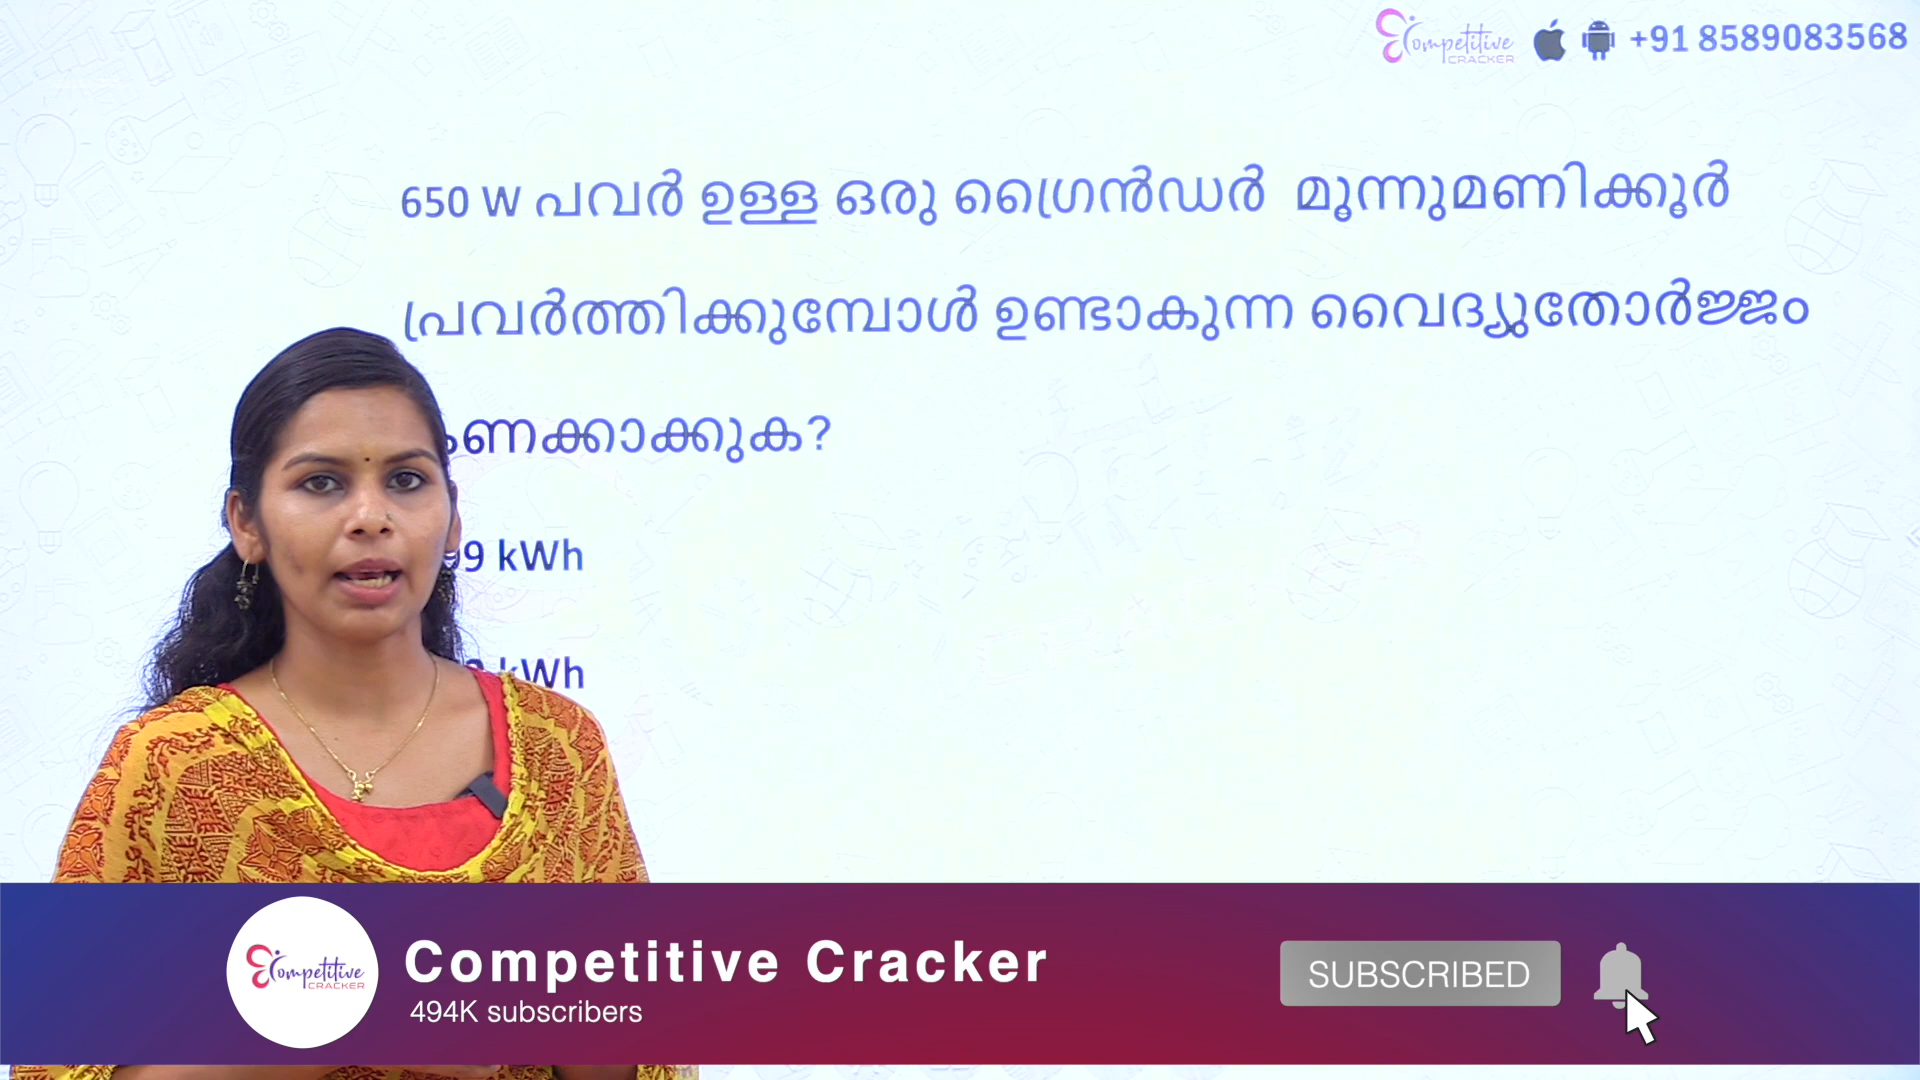 Competitive CRACKER +91 8589083568
650 W പവർ ഉള്ള ഒരു ഗ്രൈൻഡർ മൂന്നുമണിക്കൂർ
പ്രവർത്തിക്കുമ്പോൾ ഉണ്ടാകുന്ന വൈദ്യുതോർജ്ജം
കണക്കാക്കുക?
kWh
kWh
Competitive CRACKER
Competitive Cracker
494K subscribers
SUBSCRIBED